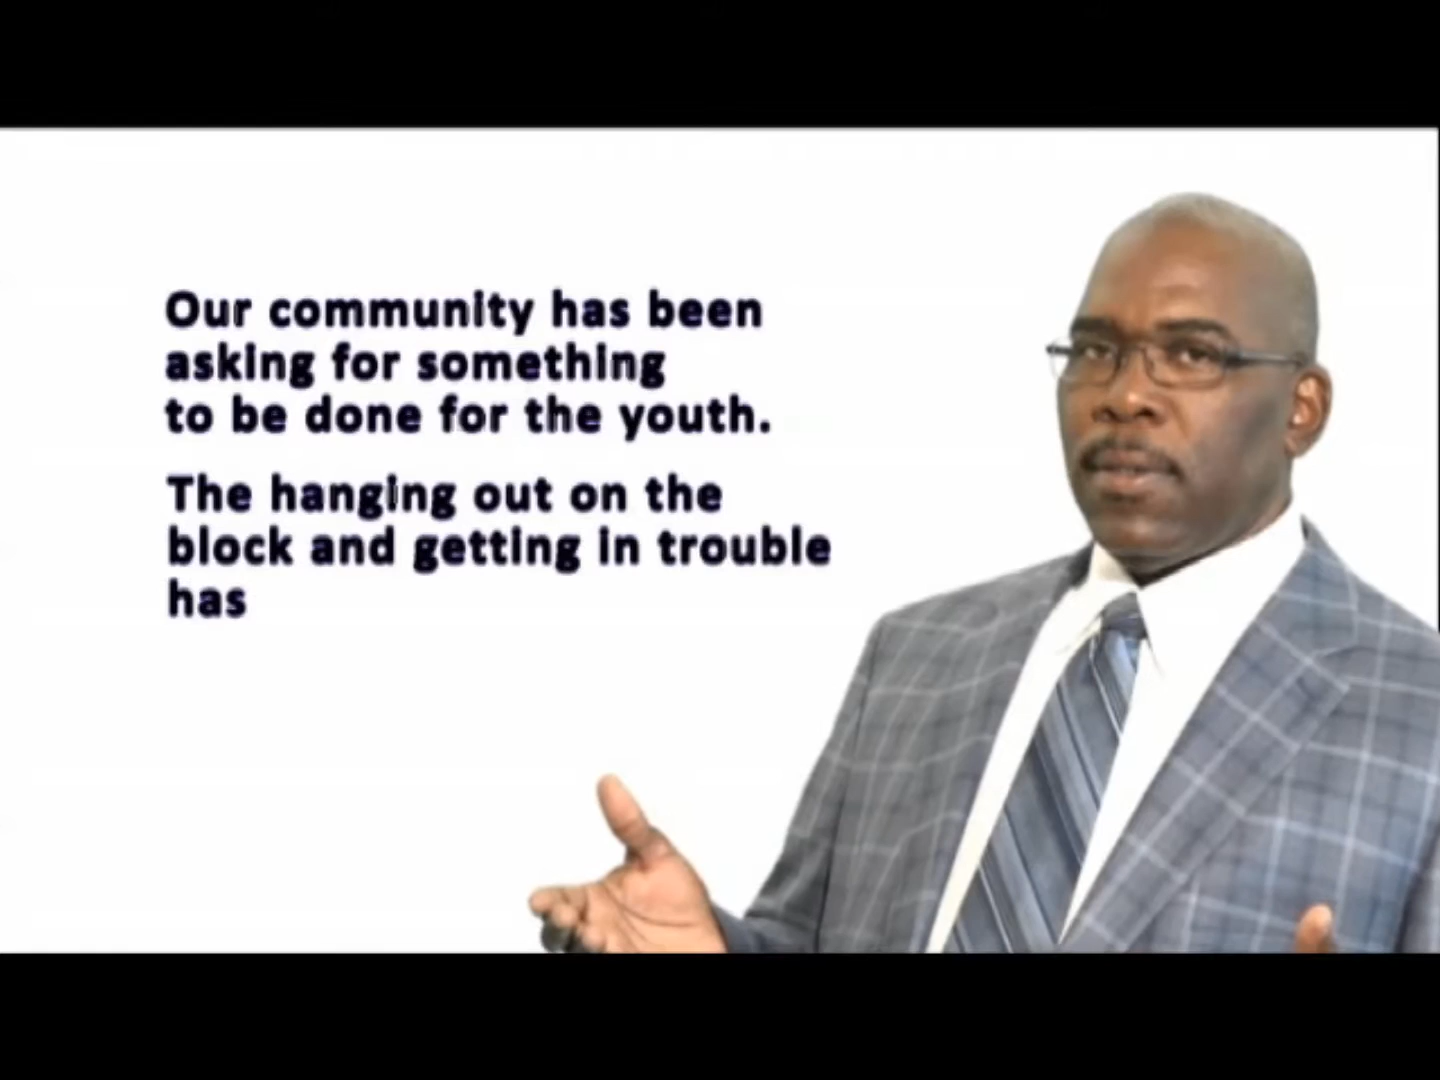 Our community has been
asking for something
to be done for the youth.
The hanging out on the
block and getting in trouble
has